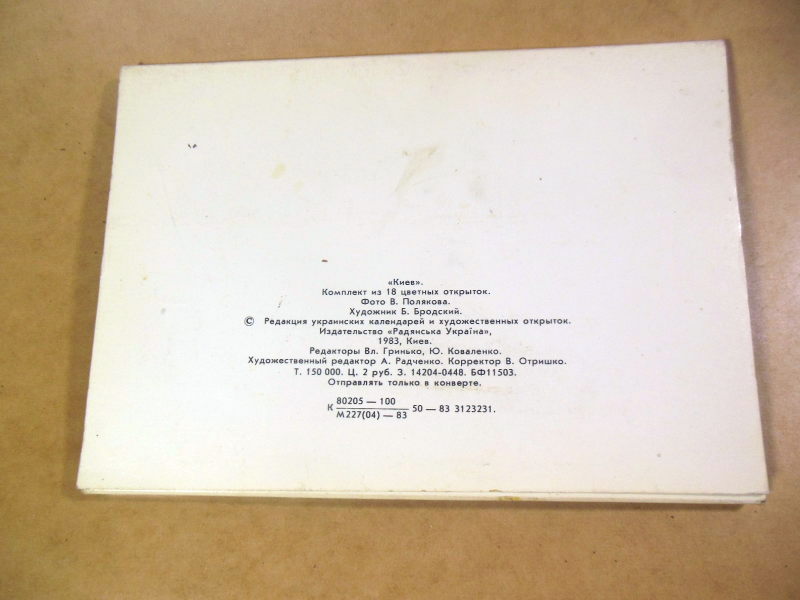 «Киев».
Комплект из 18 цветных открыток.
Фото В. Полякова.
Художник Б. Бродский.
© Редакция украинских календарей и художественных открыток.
Издательство «Радянська Україна»,
1983, Киев.
Редакторы Вл. Гринько, Ю. Коваленко.
Художественный редактор А. Радченко. Корректор В. Отришко.
Т. 150 000. Ц. 2 руб. З. 14204-0448. БФ11503.
Отправлять только в конверте.
80205 — 100
К 50 — 83 3123231.
М227(04) — 83